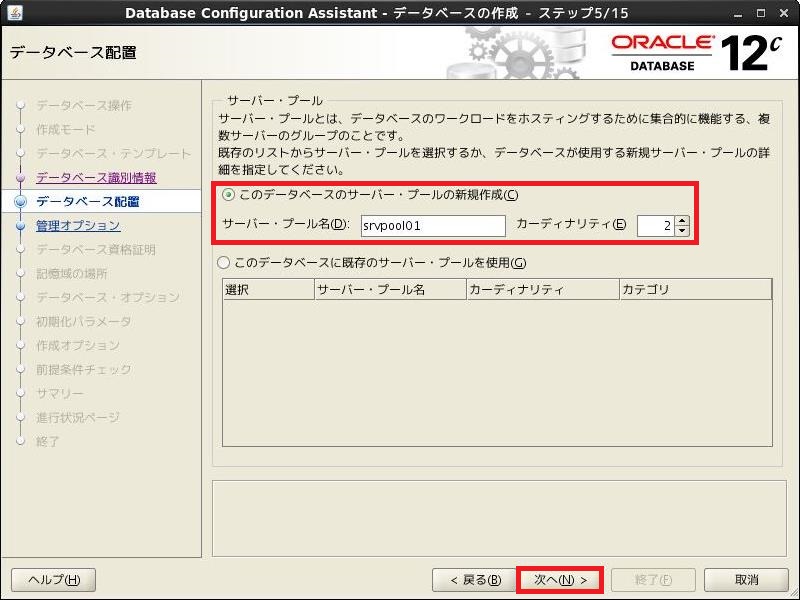 Database Configuration Assistant - データベースの作成 - ステップ5/15
データベース配置
ORACLE
DATABASE
12c
データベース操作
作成モード
データベース・テンプレート
データベース識別情報
データベース配置
管理オプション
データベース資格証明
記憶域の場所
データベース・オプション
初期化パラメータ
作成オプション
前提条件チェック
サマリー
進行状況ページ
終了
サーバー・プール
サーバー・プールとは、データベースのワークロードをホスティングするために集合的に機能する、複
数サーバーのグループのことです。
既存のリストからサーバー・プールを選択するか、データベースが使用する新規サーバー・プールの詳
細を指定してください。
このデータベースのサーバー・プールの新規作成(C)
サーバー・プール名(D): srvpool01 カーディナリティ(E) 2
このデータベースに既存のサーバー・プールを使用(G)
選択 サーバー・プール名 カーディナリティ カテゴリ
ヘルプ(H) < 戻る(B) 次へ(N) > 終了(F) 取消